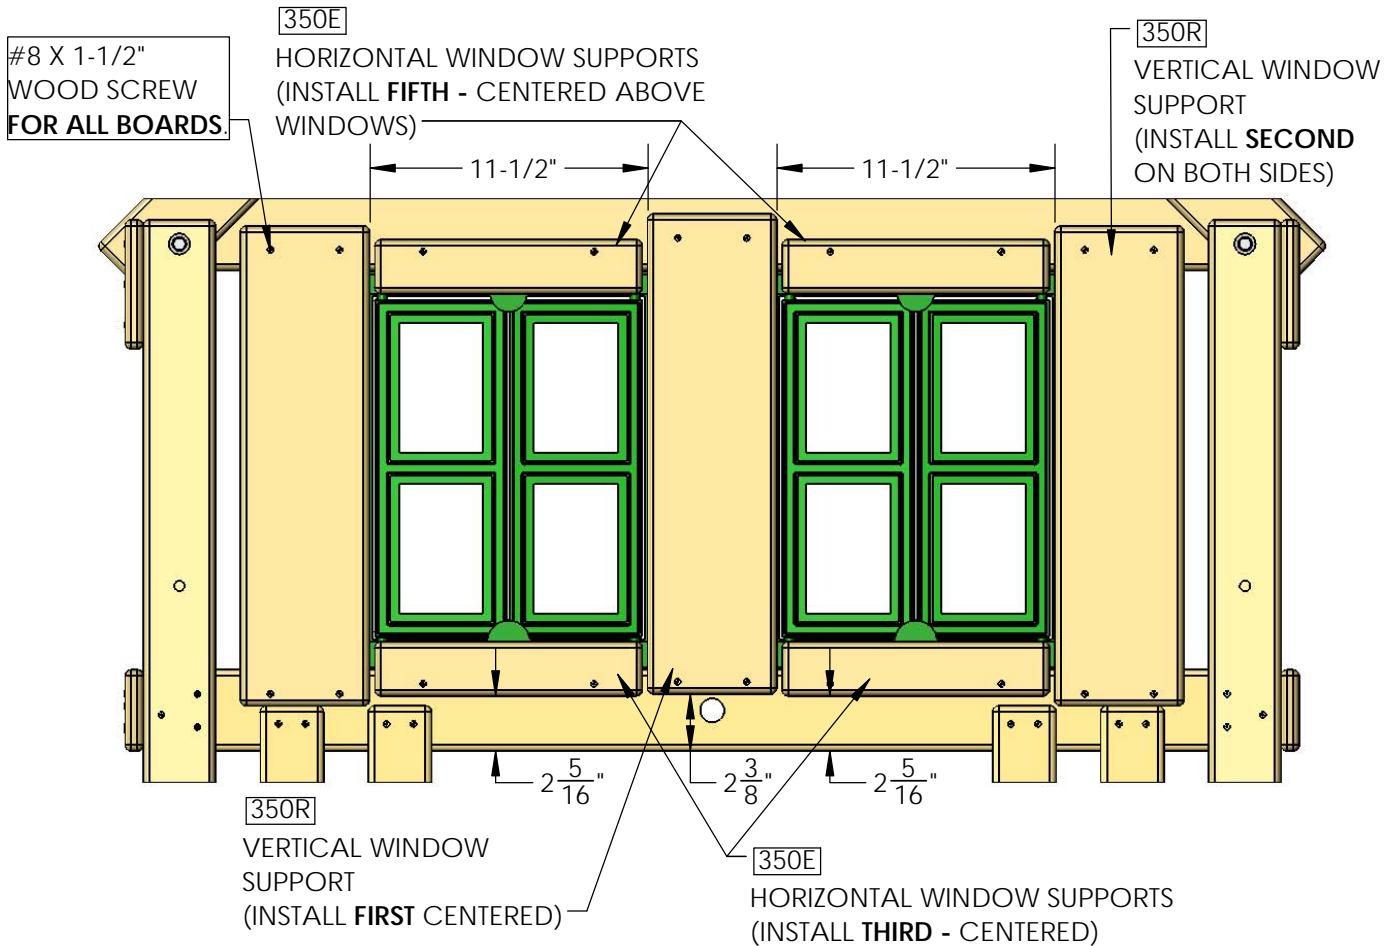 #8 X 1-1/2"
WOOD SCREW
FOR ALL BOARDS.
350E
HORIZONTAL WINDOW SUPPORTS
(INSTALL FIFTH - CENTERED ABOVE
WINDOWS)
350R
VERTICAL WINDOW
SUPPORT
(INSTALL SECOND
ON BOTH SIDES)
11-1/2"
11-1/2"
2 5/16"
2 3/8"
2 5/16"
350R
VERTICAL WINDOW
SUPPORT
(INSTALL FIRST CENTERED)
350E
HORIZONTAL WINDOW SUPPORTS
(INSTALL THIRD - CENTERED)